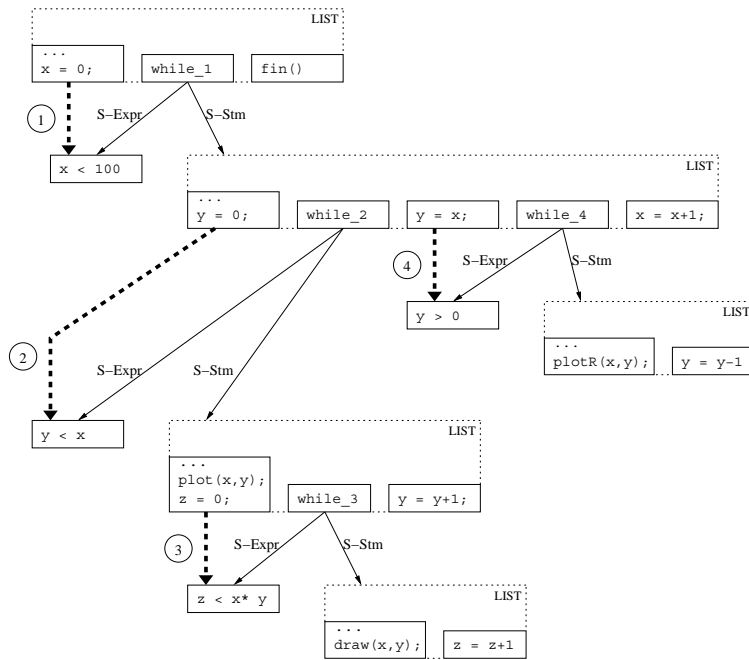 LIST
...
x = 0;
while_1
fin()
1
S-Expr
S-Stm
x < 100
LIST
...
y = 0;
while_2
y = x;
while_4
x = x+1;
4
S-Expr
S-Stm
y > 0
LIST
...
plotR(x,y);
y = y-1
2
S-Expr
S-Stm
y < x
LIST
...
plot(x,y);
z = 0;
while_3
y = y+1;
3
S-Expr
S-Stm
z < x* y
LIST
...
draw(x,y);
z = z+1